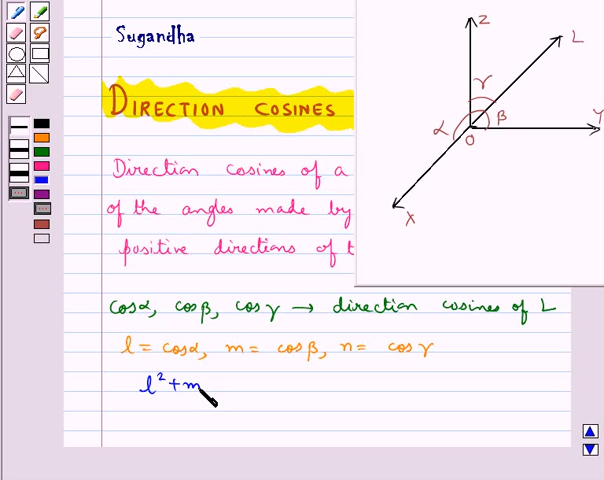 Sugandha
DIRECTION COSINES
Direction cosines of a
of the angles made by
positive directions of t
cosα, cosβ, cosγ → direction cosines of L
l = cosα, m = cosβ, n = cosγ
l² + m
Z
L
γ
α
β
Y
O
X